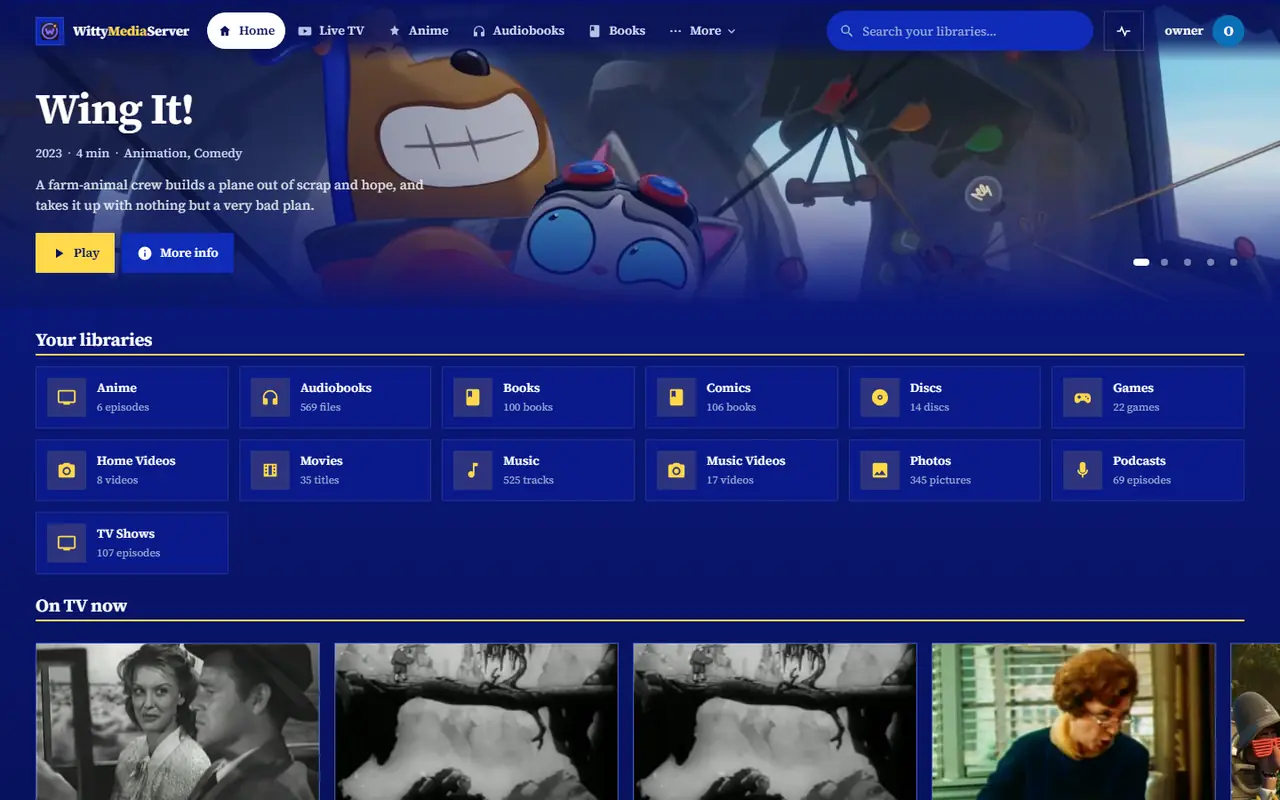 WittyMediaServer
Home
Live TV
Anime
Audiobooks
Books
More
Search your libraries...
owner
O
Wing It!
2023 · 4 min · Animation, Comedy
A farm-animal crew builds a plane out of scrap and hope, and
takes it up with nothing but a very bad plan.
Play
More info
Your libraries
Anime
6 episodes
Audiobooks
569 files
Books
100 books
Comics
106 books
Discs
14 discs
Games
22 games
Home Videos
8 videos
Movies
35 titles
Music
525 tracks
Music Videos
17 videos
Photos
345 pictures
Podcasts
69 episodes
TV Shows
107 episodes
On TV now